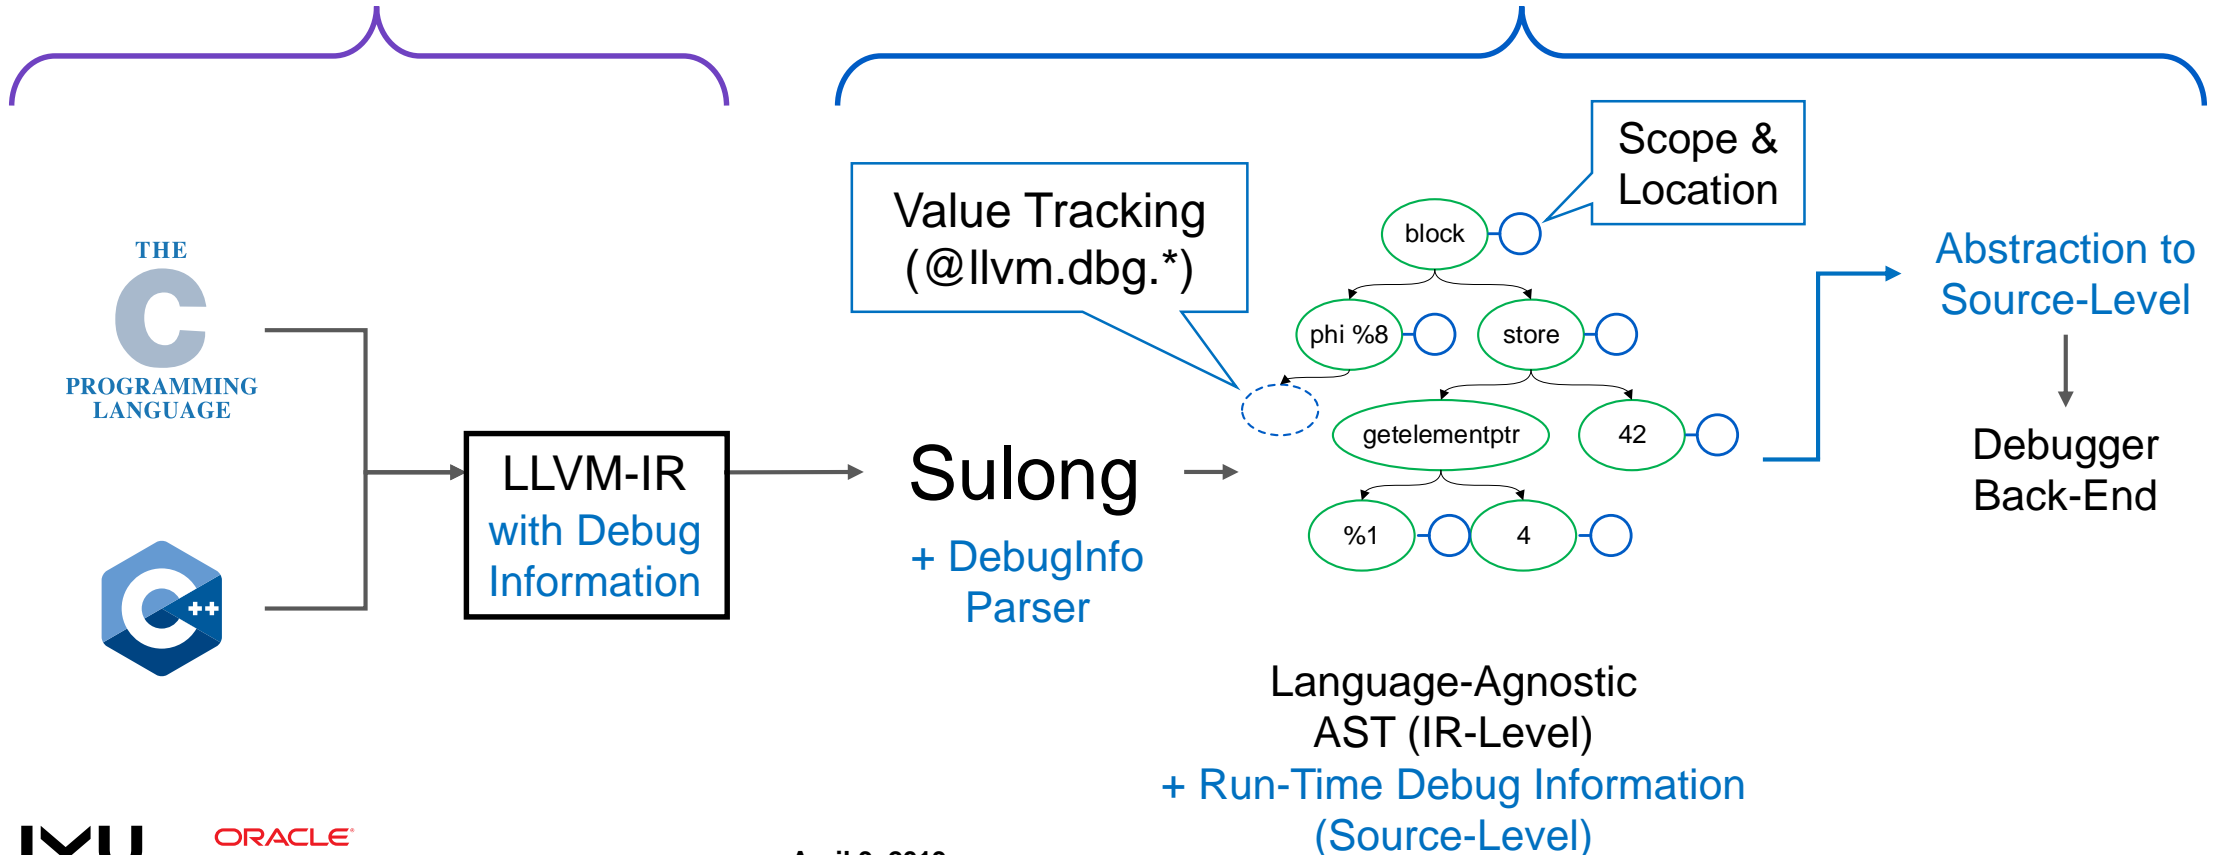 THE
C
PROGRAMMING
LANGUAGE
C++
LLVM-IR
with Debug
Information
Value Tracking
(@llvm.dbg.*)
Sulong
+ DebugInfo
Parser
Scope &
Location
block
phi %8
store
getelementptr
42
%1
4
Language-Agnostic
AST (IR-Level)
+ Run-Time Debug Information
(Source-Level)
Abstraction to
Source-Level
Debugger
Back-End
ORACLE